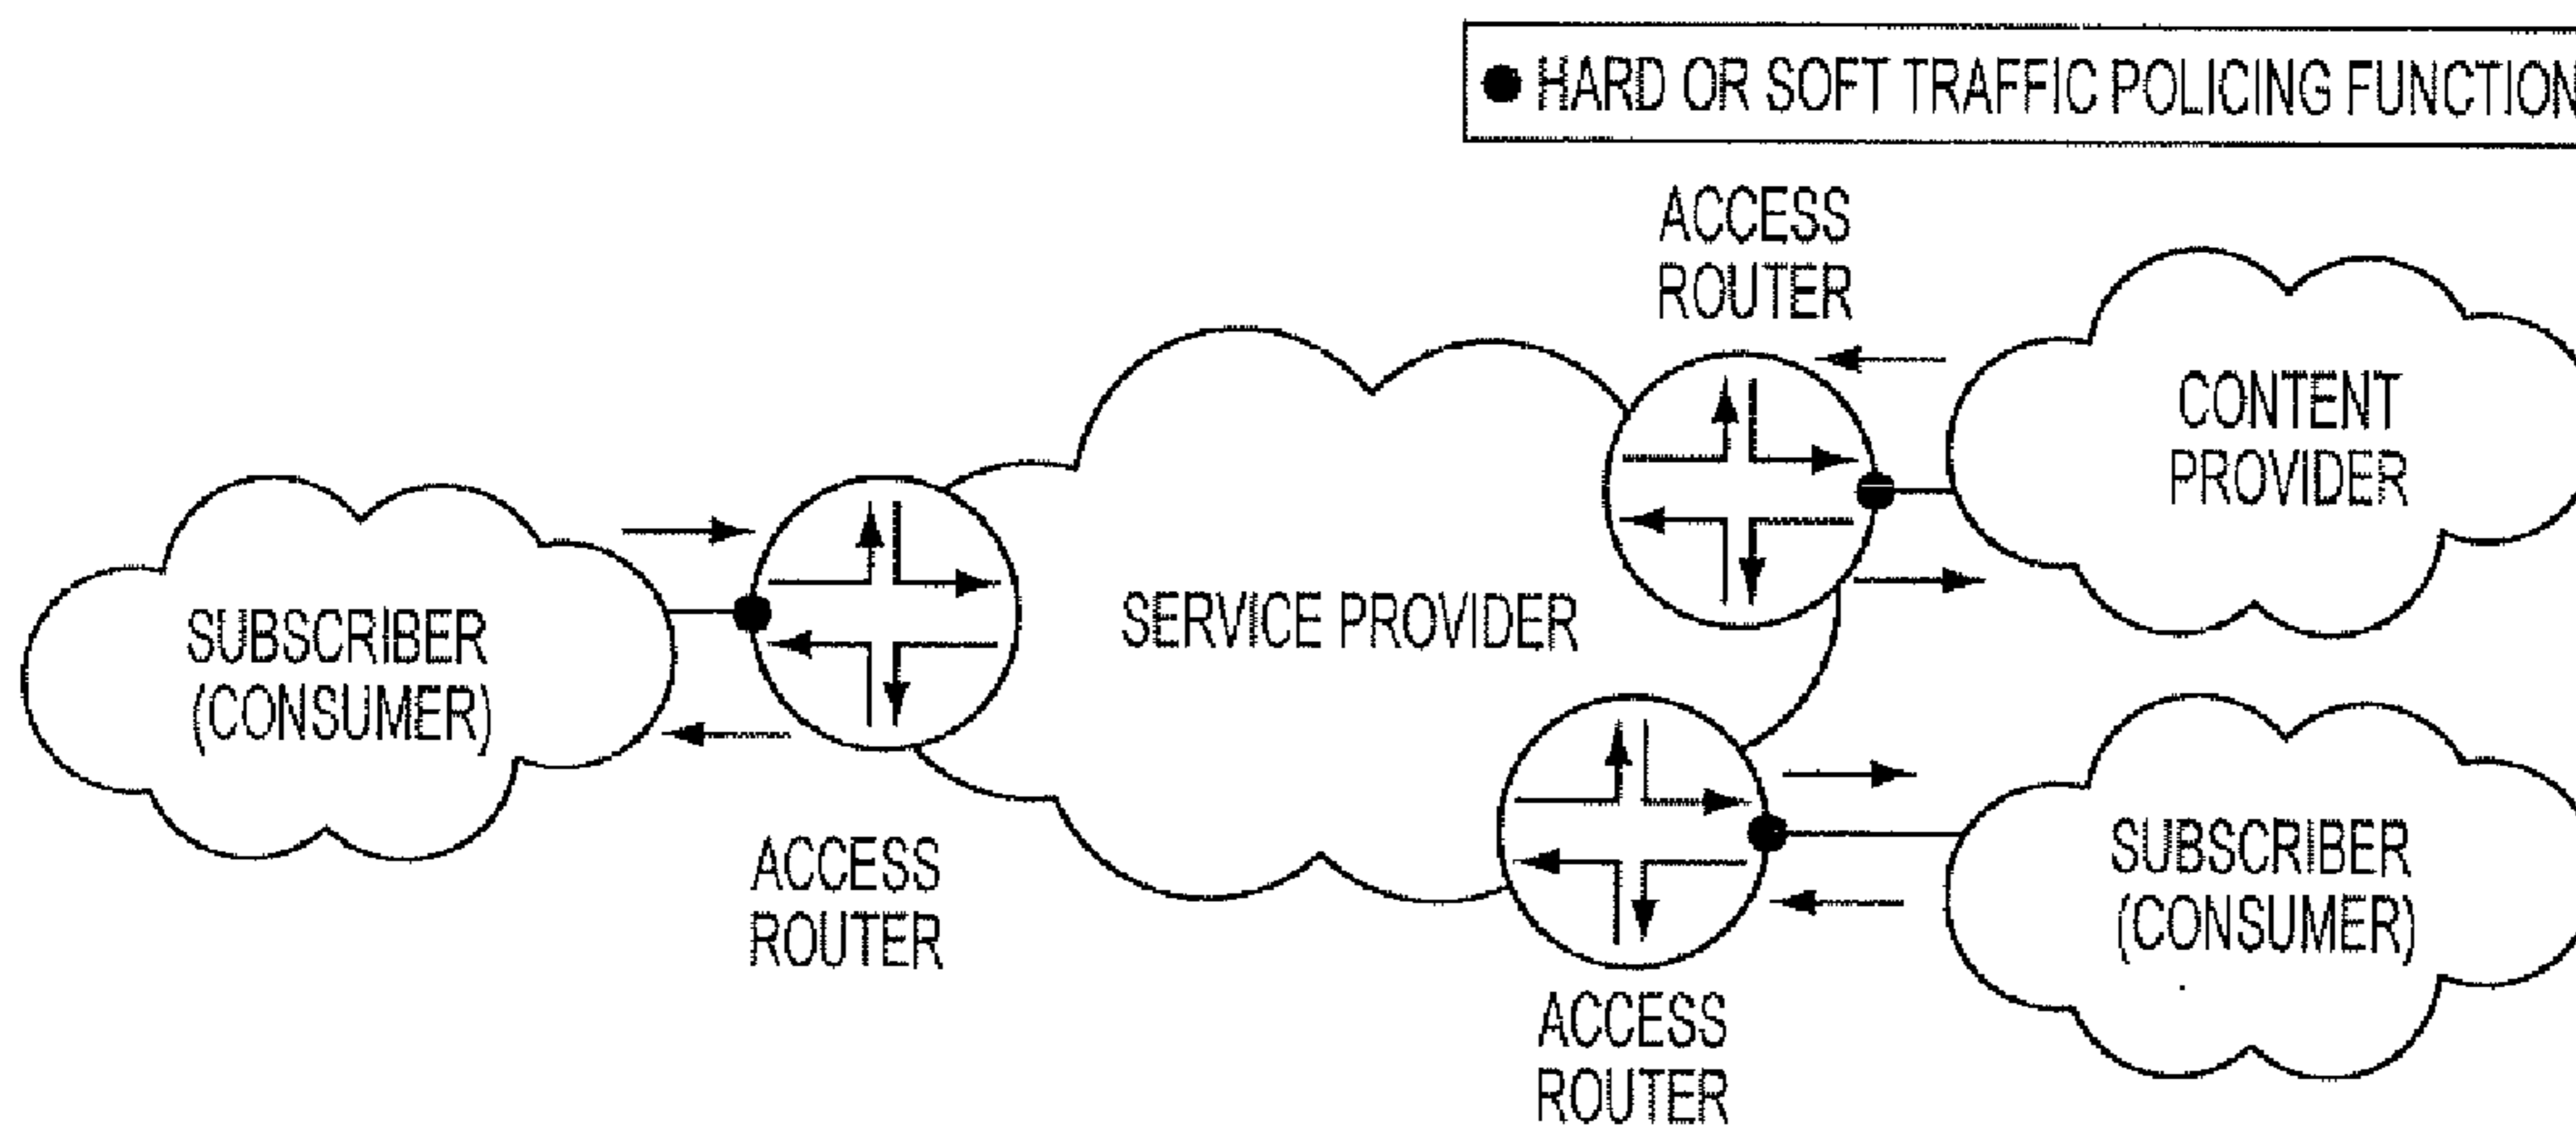 HARD OR SOFT TRAFFIC POLICING FUNCTION
ACCESS
ROUTER
CONTENT
PROVIDER
SUBSCRIBER
(CONSUMER)
SERVICE PROVIDER
ACCESS
ROUTER
SUBSCRIBER
(CONSUMER)
ACCESS
ROUTER